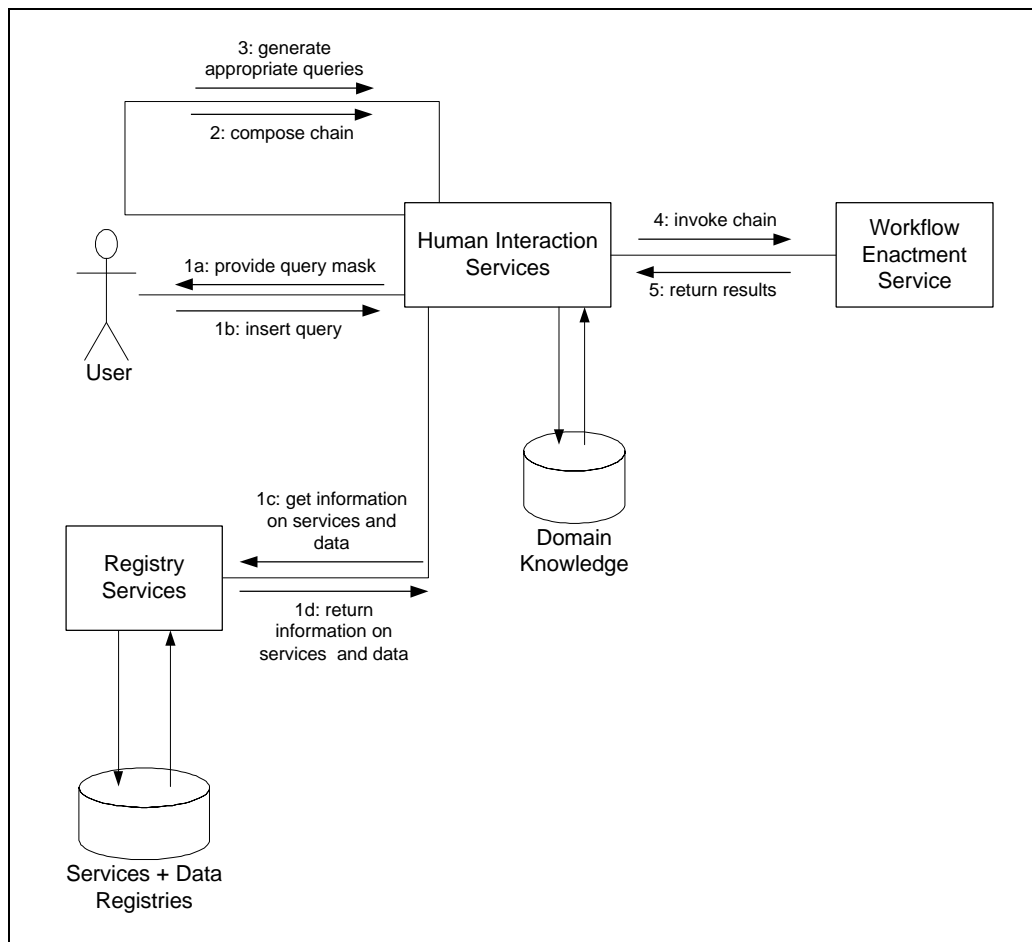 3: generate
appropriate queries
2: compose chain
Human Interaction
Services
4: invoke chain
5: return results
Workflow
Enactment
Service
1a: provide query mask
1b: insert query
User
Domain
Knowledge
1c: get information
on services and
data
Registry
Services
1d: return
information on
services and data
Services + Data
Registries